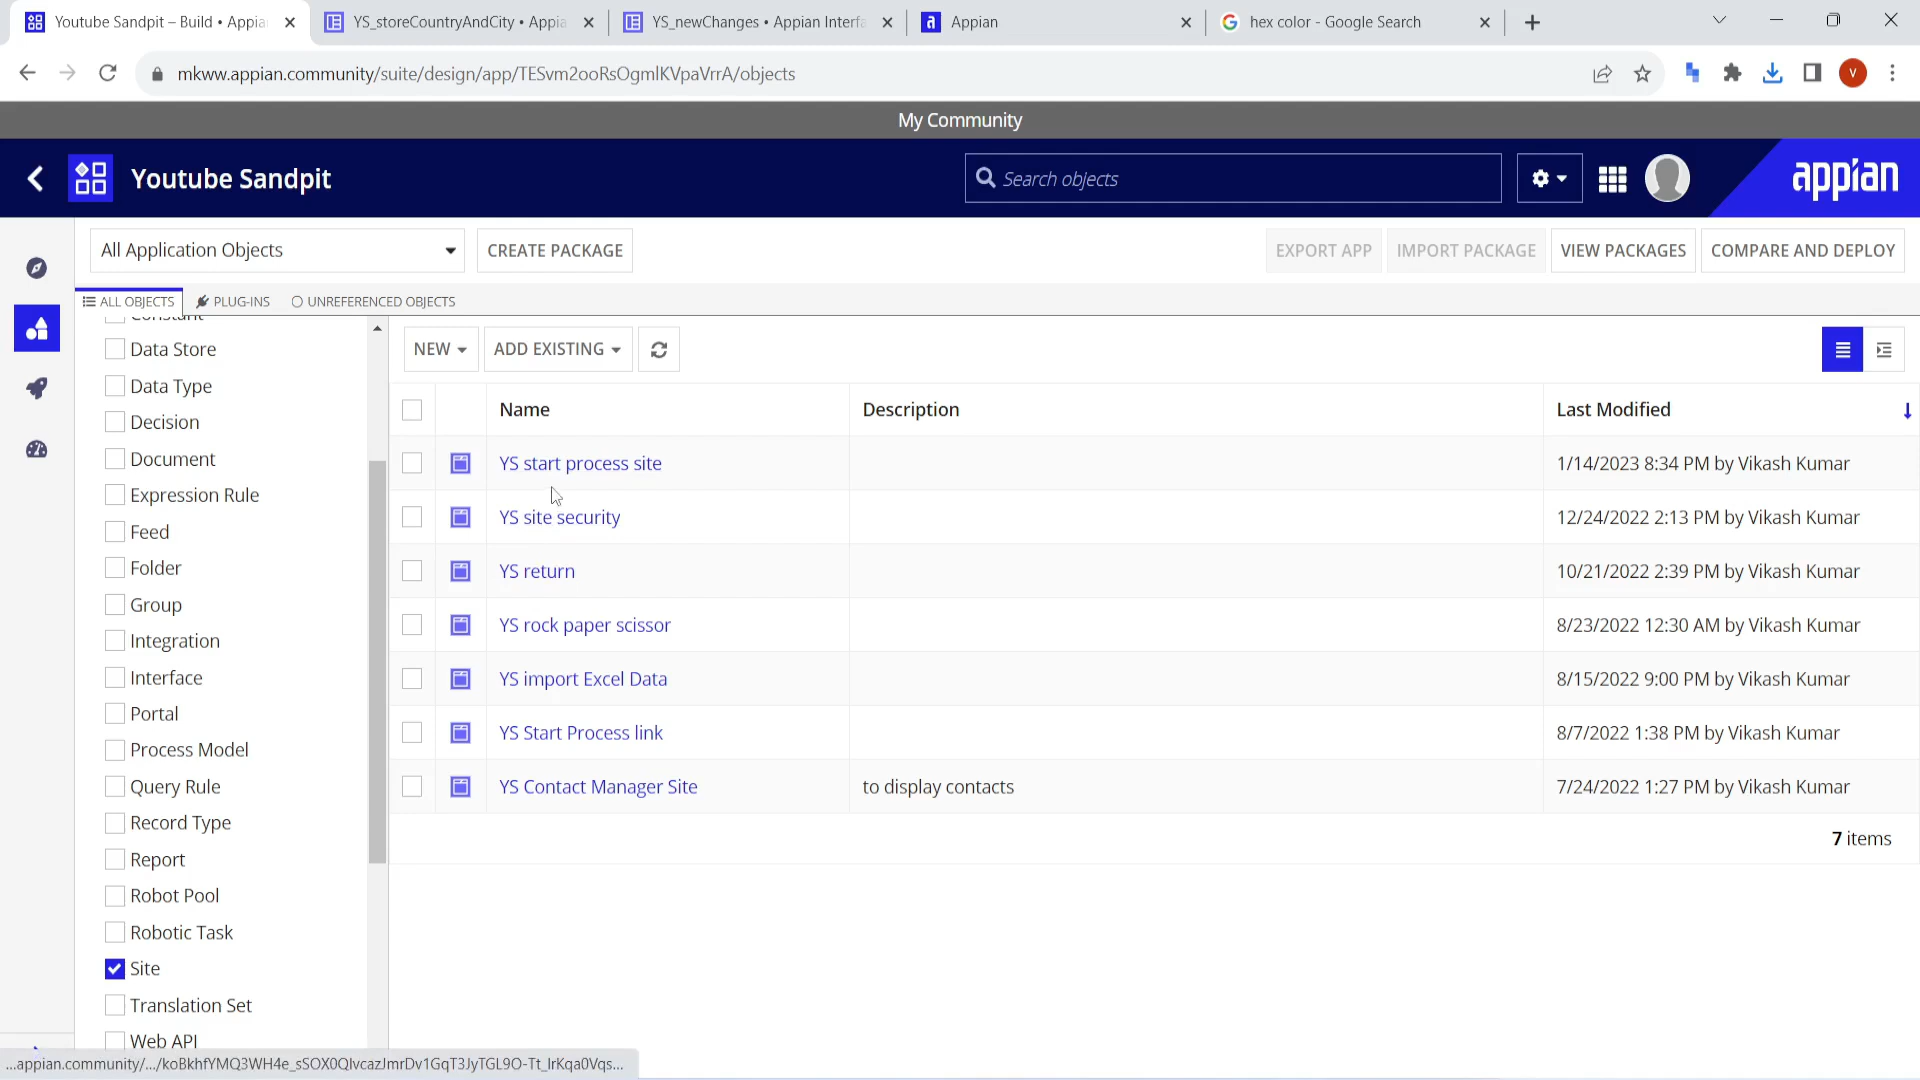 Youtube Sandpit – Build • Appia
YS_storeCountryAndCity • Appia
YS_newChanges • Appian Interfa
Appian
hex color - Google Search
mkww.appian.community/suite/design/app/TESvm2ooRsOgmlKVpaVrrA/objects
V
My Community
Youtube Sandpit
Search objects
appian
All Application Objects
CREATE PACKAGE
EXPORT APP
IMPORT PACKAGE
VIEW PACKAGES
COMPARE AND DEPLOY
ALL OBJECTS
PLUG-INS
UNREFERENCED OBJECTS
Constant
Data Store
Data Type
Decision
Document
Expression Rule
Feed
Folder
Group
Integration
Interface
Portal
Process Model
Query Rule
Record Type
Report
Robot Pool
Robotic Task
Site
Translation Set
Web API
NEW
ADD EXISTING
Name Description Last Modified
YS start process site 1/14/2023 8:34 PM by Vikash Kumar
YS site security 12/24/2022 2:13 PM by Vikash Kumar
YS return 10/21/2022 2:39 PM by Vikash Kumar
YS rock paper scissor 8/23/2022 12:30 AM by Vikash Kumar
YS import Excel Data 8/15/2022 9:00 PM by Vikash Kumar
YS Start Process link 8/7/2022 1:38 PM by Vikash Kumar
YS Contact Manager Site to display contacts 7/24/2022 1:27 PM by Vikash Kumar
7 items